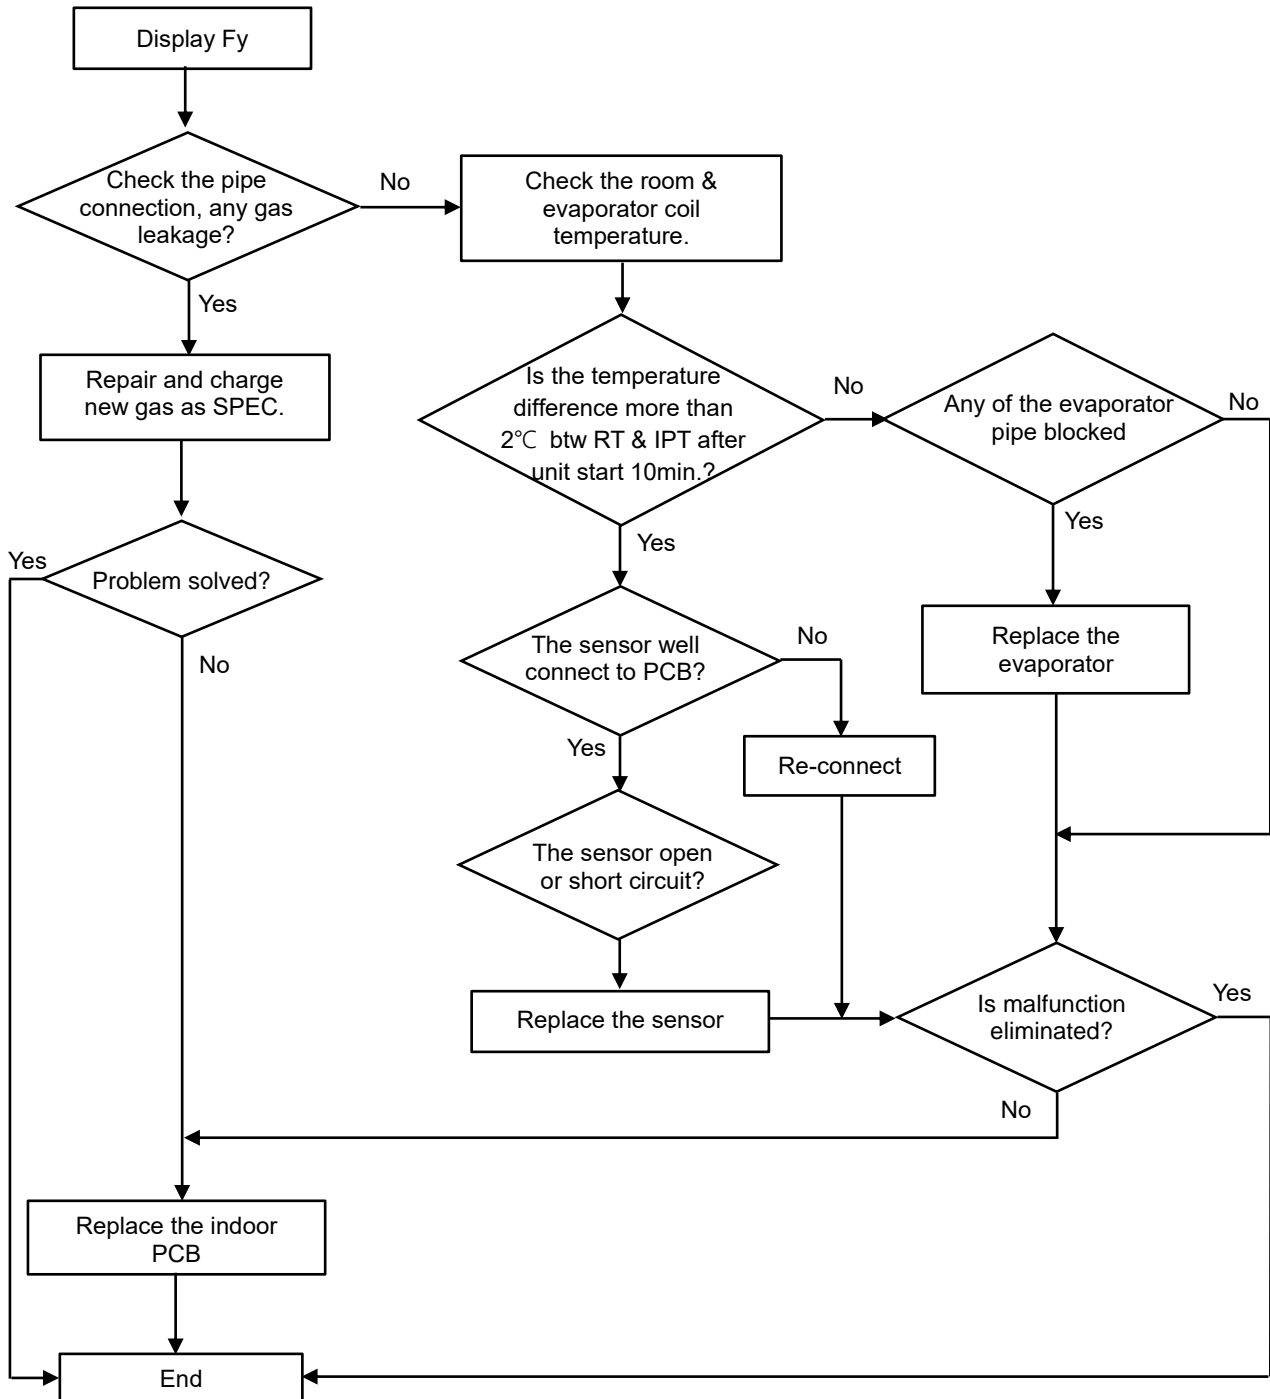 Display Fy
Check the pipe
connection, any gas
leakage?
No
Check the room &
evaporator coil
temperature.
Yes
Repair and charge
new gas as SPEC.
Is the temperature
difference more than
2℃ btw RT & IPT after
unit start 10min.?
No
Any of the evaporator
pipe blocked
No
Yes
Yes
Yes
Problem solved?
No
The sensor well
connect to PCB?
No
Replace the
evaporator
Yes
Re-connect
The sensor open
or short circuit?
Replace the sensor
Is malfunction
eliminated?
Yes
No
Replace the indoor
PCB
End